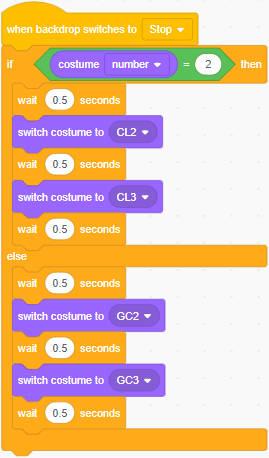 when backdrop switches to Stop
if costume number = 2 then
wait 0.5 seconds
switch costume to CL2
wait 0.5 seconds
switch costume to CL3
wait 0.5 seconds
else
wait 0.5 seconds
switch costume to GC2
wait 0.5 seconds
switch costume to GC3
wait 0.5 seconds